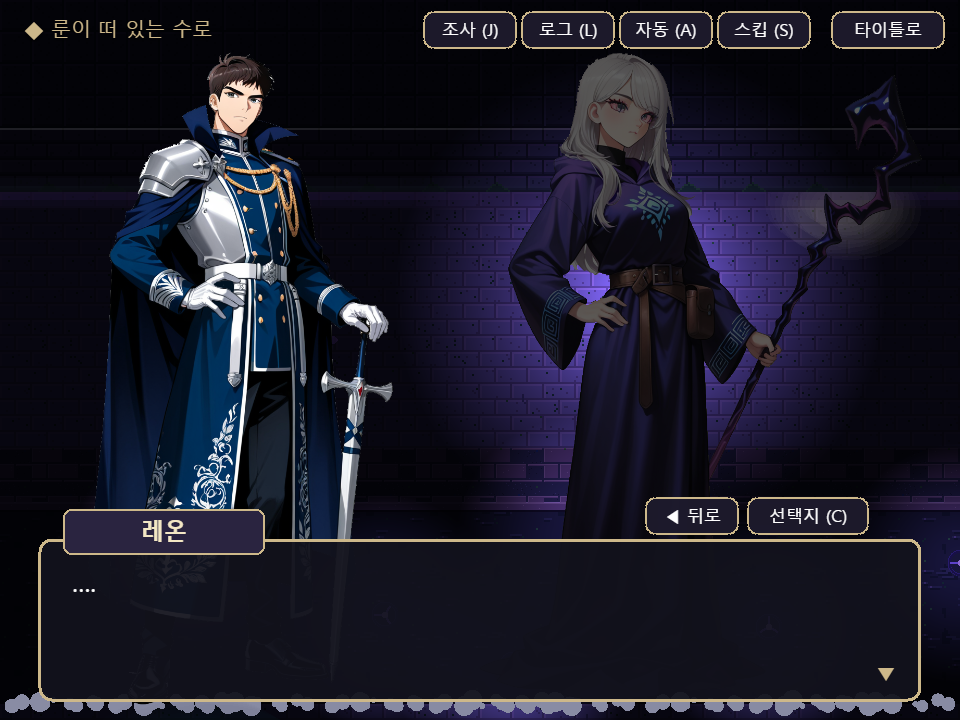 룬이 떠 있는 수로
조사 (J)
로그 (L)
자동 (A)
스킵 (S)
타이틀로
◀ 뒤로
선택지 (C)
레온
....